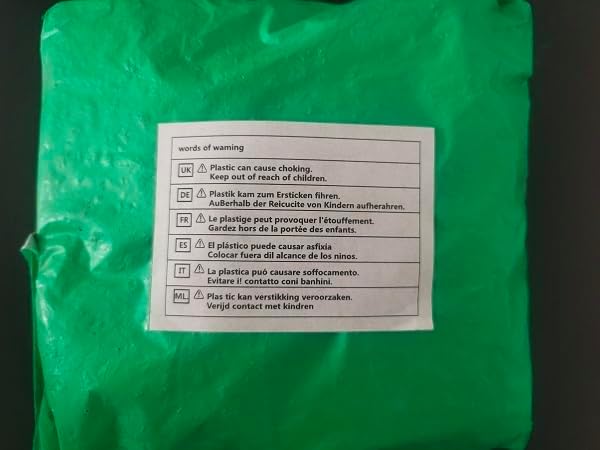 words of waming
UK ⚠ Plastic can cause choking.
Keep out of reach of children.
DE ⚠ Plastik kam zum Ersticken fihren.
Außerhalb der Reicucite von Kindern aufherahren.
FR ⚠ Le plastige peut provoquer l'étouffement.
Gardez hors de la portée des enfants.
ES ⚠ El plástico puede causar asfixia
Colocar fuera dil alcance de los ninos.
IT ⚠ La plastica puó causare soffocamento.
Evitare i! contatto coni banhini.
ML ⚠ Plas tic kan verstikking veroorzaken.
Verijd contact met kindren